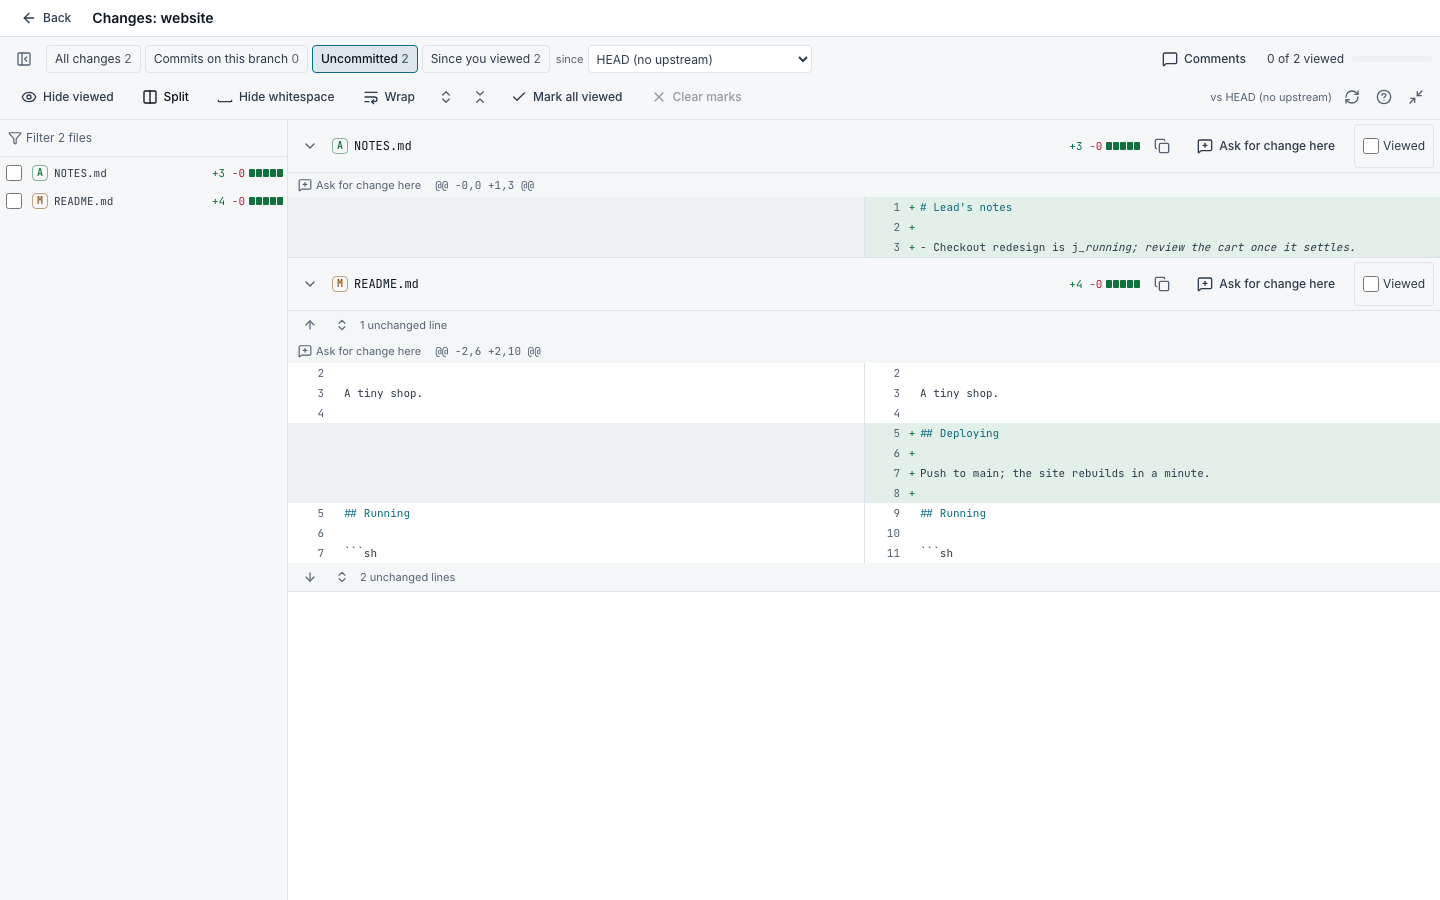 Back
Changes: website
All changes 2
Commits on this branch 0
Uncommitted 2
Since you viewed 2
since
HEAD (no upstream)
Comments
0 of 2 viewed
Hide viewed
Split
Hide whitespace
Wrap
Mark all viewed
Clear marks
vs HEAD (no upstream)
Filter 2 files
A NOTES.md +3 -0
M README.md +4 -0
A NOTES.md
+3 -0
Ask for change here
Viewed
Ask for change here @@ -0,0 +1,3 @@
1 + # Lead's notes
2 +
3 + - Checkout redesign is j_running; review the cart once it settles.
M README.md
+4 -0
Ask for change here
Viewed
1 unchanged line
Ask for change here @@ -2,6 +2,10 @@
2 2
3 A tiny shop. 3 A tiny shop.
4 4
5 + ## Deploying
6 +
7 + Push to main; the site rebuilds in a minute.
8 +
5 ## Running 9 ## Running
6 10
7 ```sh 11 ```sh
2 unchanged lines